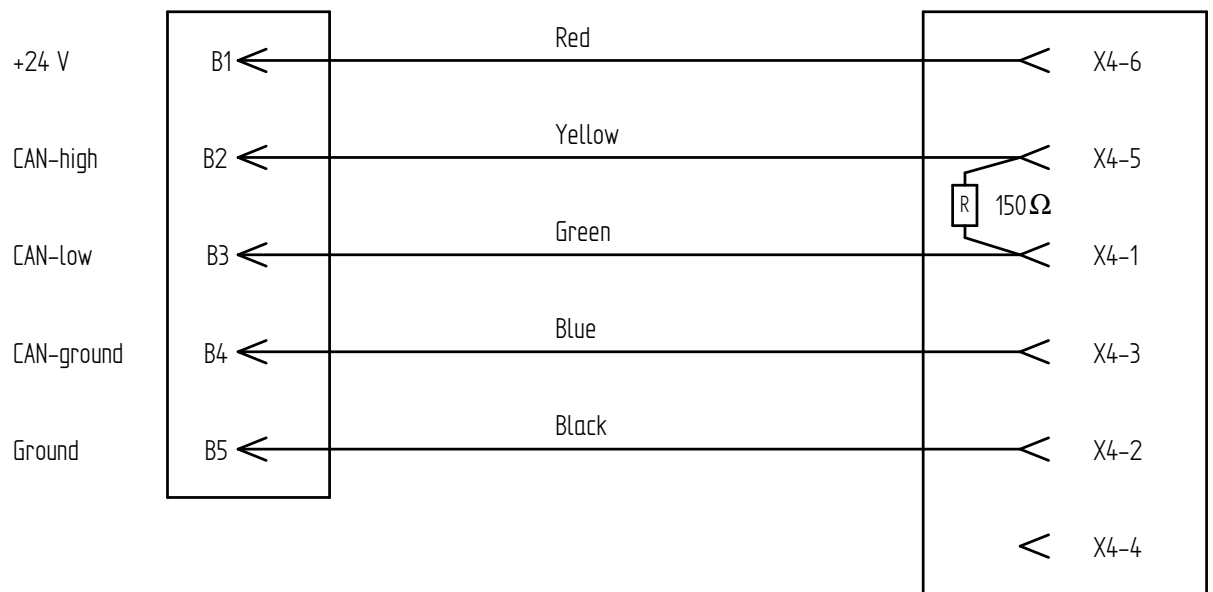 Red
+24 V B1 X4-6
Yellow
CAN-high B2 X4-5
R 150Ω
Green
CAN-low B3 X4-1
Blue
CAN-ground B4 X4-3
Black
Ground B5 X4-2
X4-4